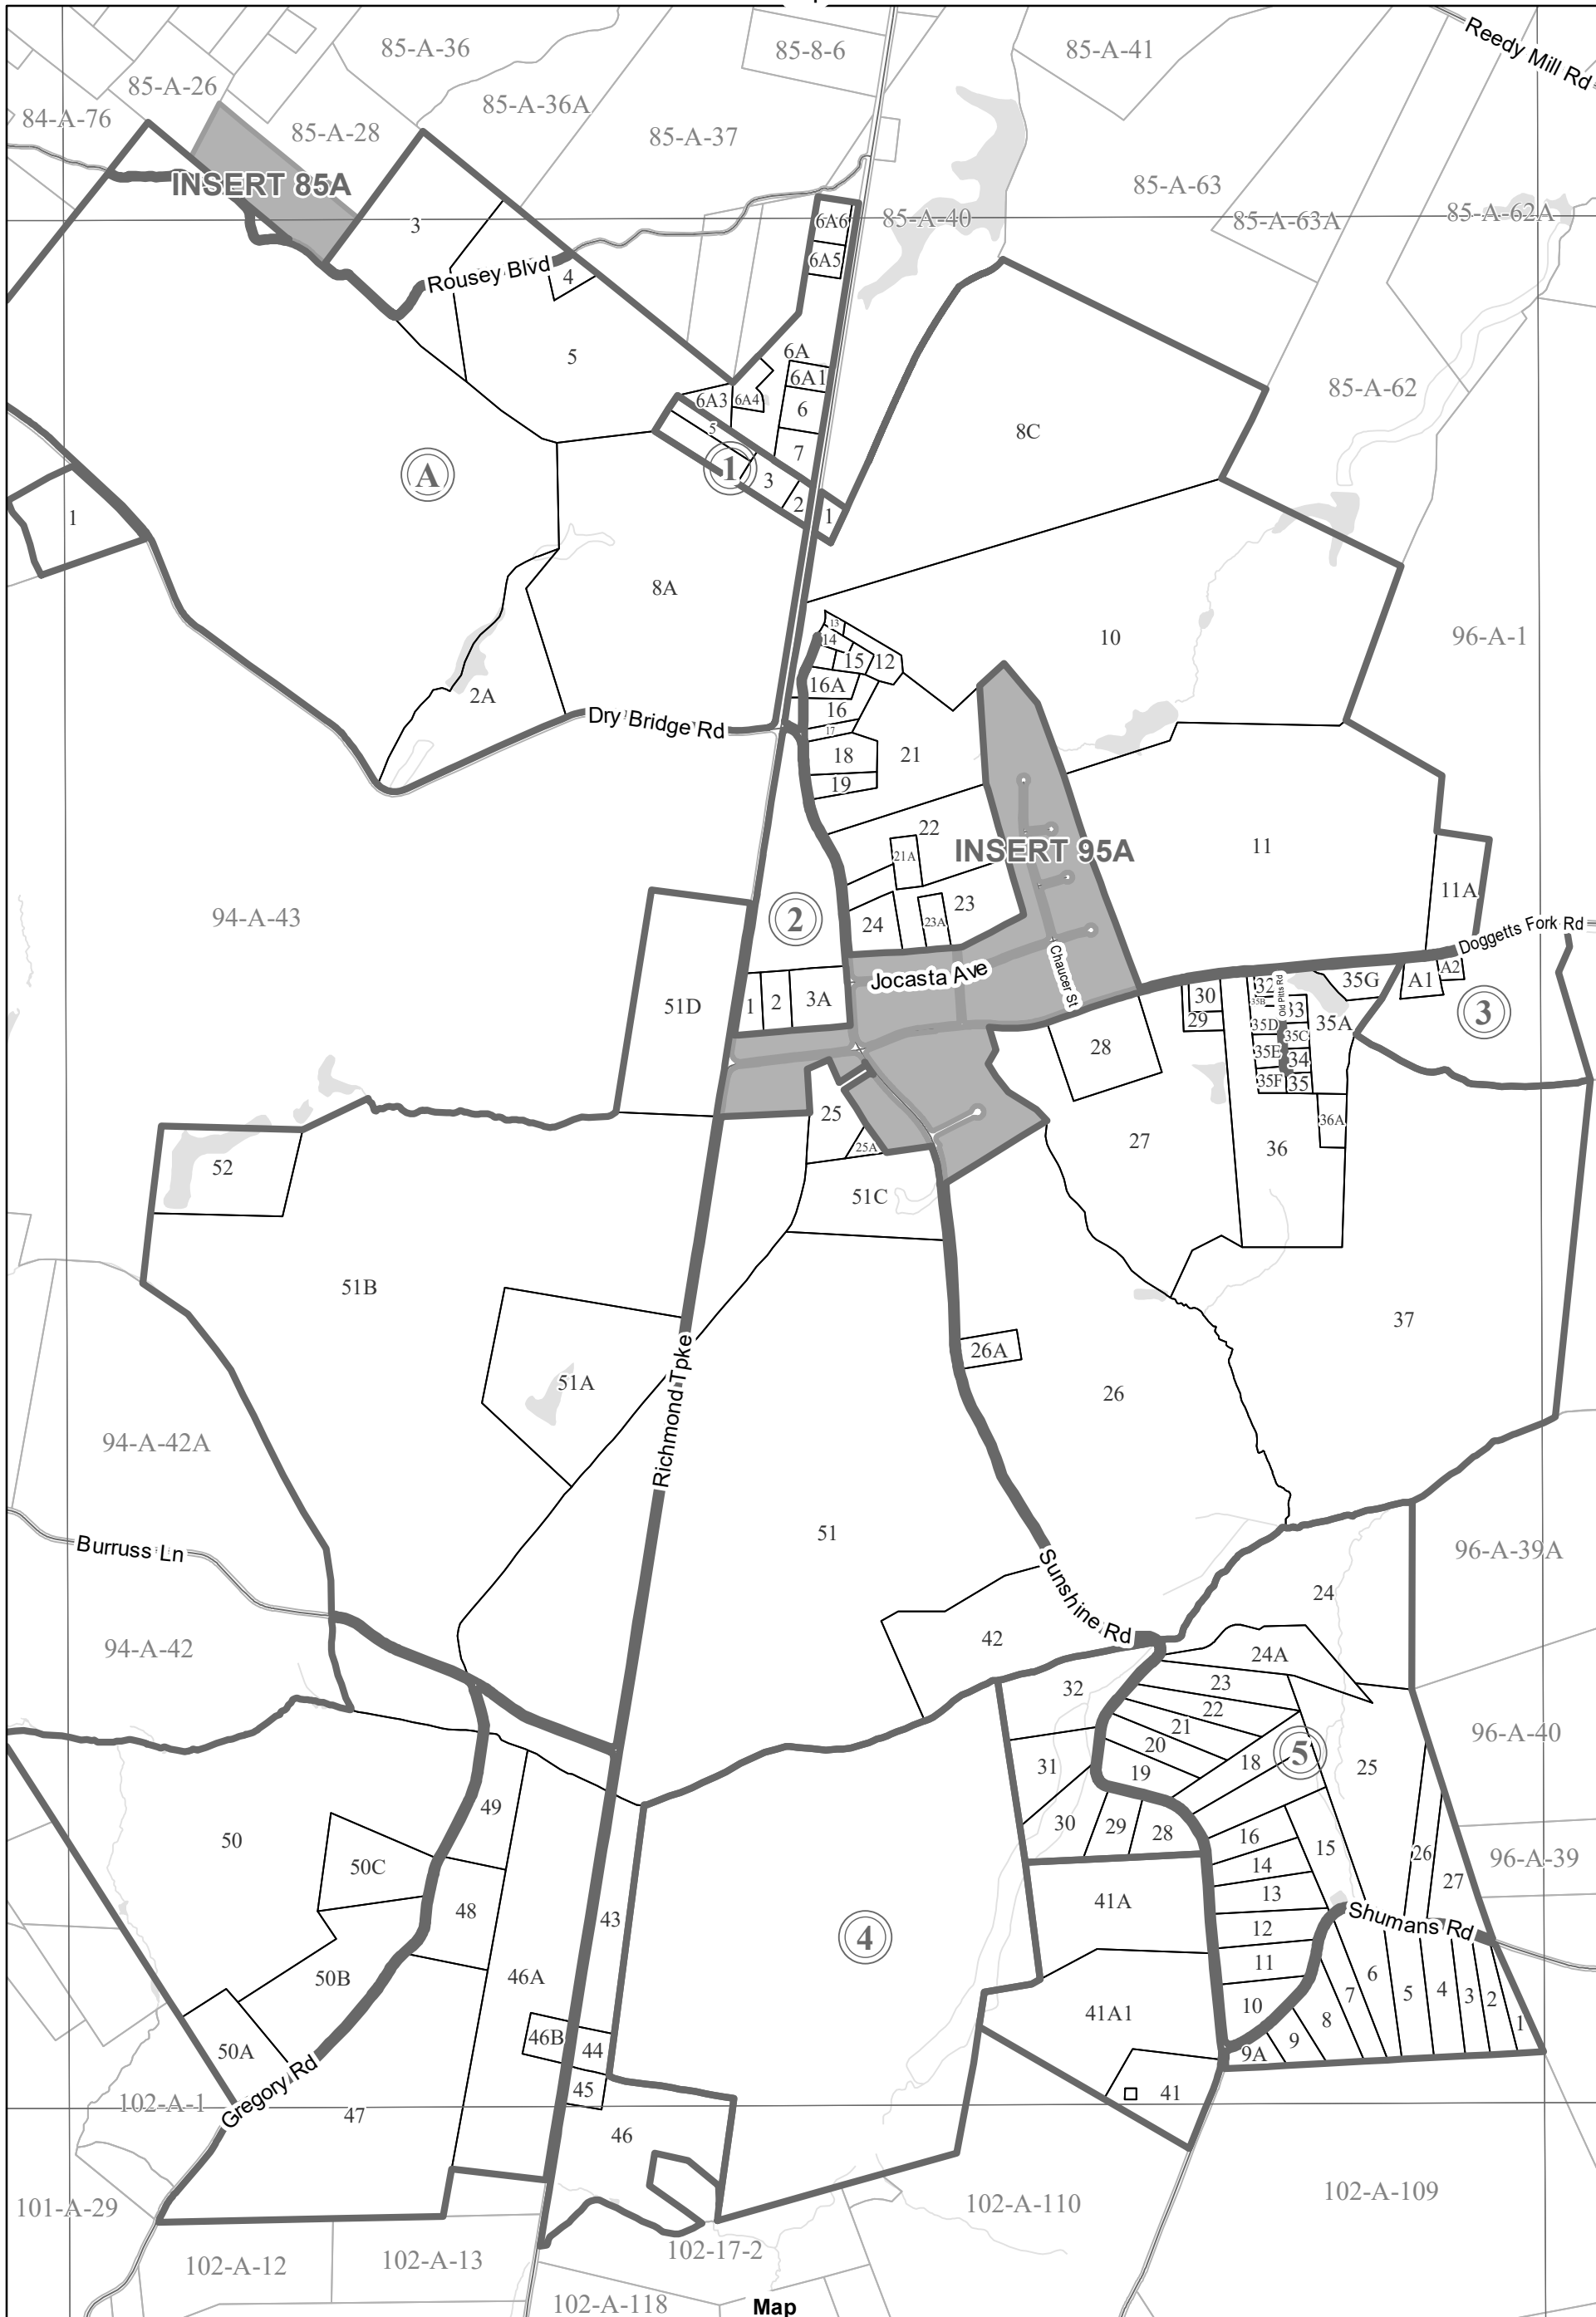 Reedy Mill Rd
85-A-36
85-8-6
85-A-41
85-A-26
84-A-76
85-A-28
85-A-36A
85-A-37
INSERT 85A
85-A-63
85-A-40
85-A-63A
85-A-62A
3
6A6
6A5
Rousey Blvd
4
5
6A
6A1
85-A-62
6A3
6A4
6
5
7
8C
A
1
3
2
1
1
8A
10
96-A-1
13
14
15
12
16A
2A
16
Dry Bridge Rd
17
18
21
19
22
21A
INSERT 95A
11
11A
94-A-43
2
24
23A
23
Doggetts Fork Rd
Jocasta Ave
Chaucer St
51D
1
2
3A
30
29
32
35B
Old Pitts Rd
33
35G
A1
A2
3
35D
35C
35A
28
35E
34
35F
35
25
25A
27
36
36A
52
51C
51B
37
26A
51A
26
Richmond Tpke
94-A-42A
51
Burruss Ln
Sunshine Rd
96-A-39A
24
94-A-42
42
24A
32
23
22
21
20
5
96-A-40
31
19
18
25
49
50
30
29
28
16
15
50C
14
26
96-A-39
27
48
43
41A
13
4
12
Shumans Rd
11
50B
46A
6
41A1
10
7
5
4
3
2
8
1
46B
44
9
50A
9A
Gregory Rd
45
41
102-A-1
47
46
101-A-29
102-A-110
102-A-109
102-A-12
102-A-13
102-17-2
102-A-118
Map